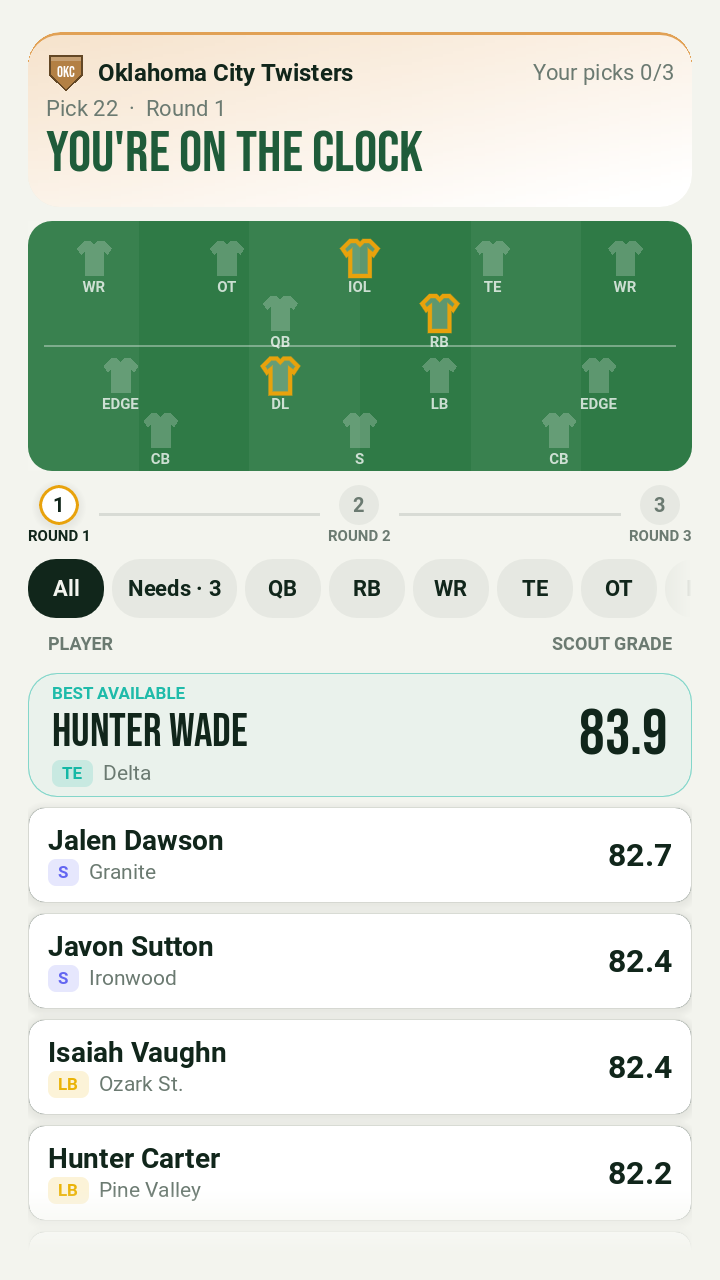 OKC Oklahoma City Twisters Your picks 0/3
Pick 22 · Round 1
YOU'RE ON THE CLOCK
WR OT IOL TE WR
QB RB
EDGE DL LB EDGE
CB S CB
1 2 3
ROUND 1 ROUND 2 ROUND 3
All Needs · 3 QB RB WR TE OT
PLAYER SCOUT GRADE
BEST AVAILABLE
HUNTER WADE 83.9
TE Delta
Jalen Dawson 82.7
S Granite
Javon Sutton 82.4
S Ironwood
Isaiah Vaughn 82.4
LB Ozark St.
Hunter Carter 82.2
LB Pine Valley